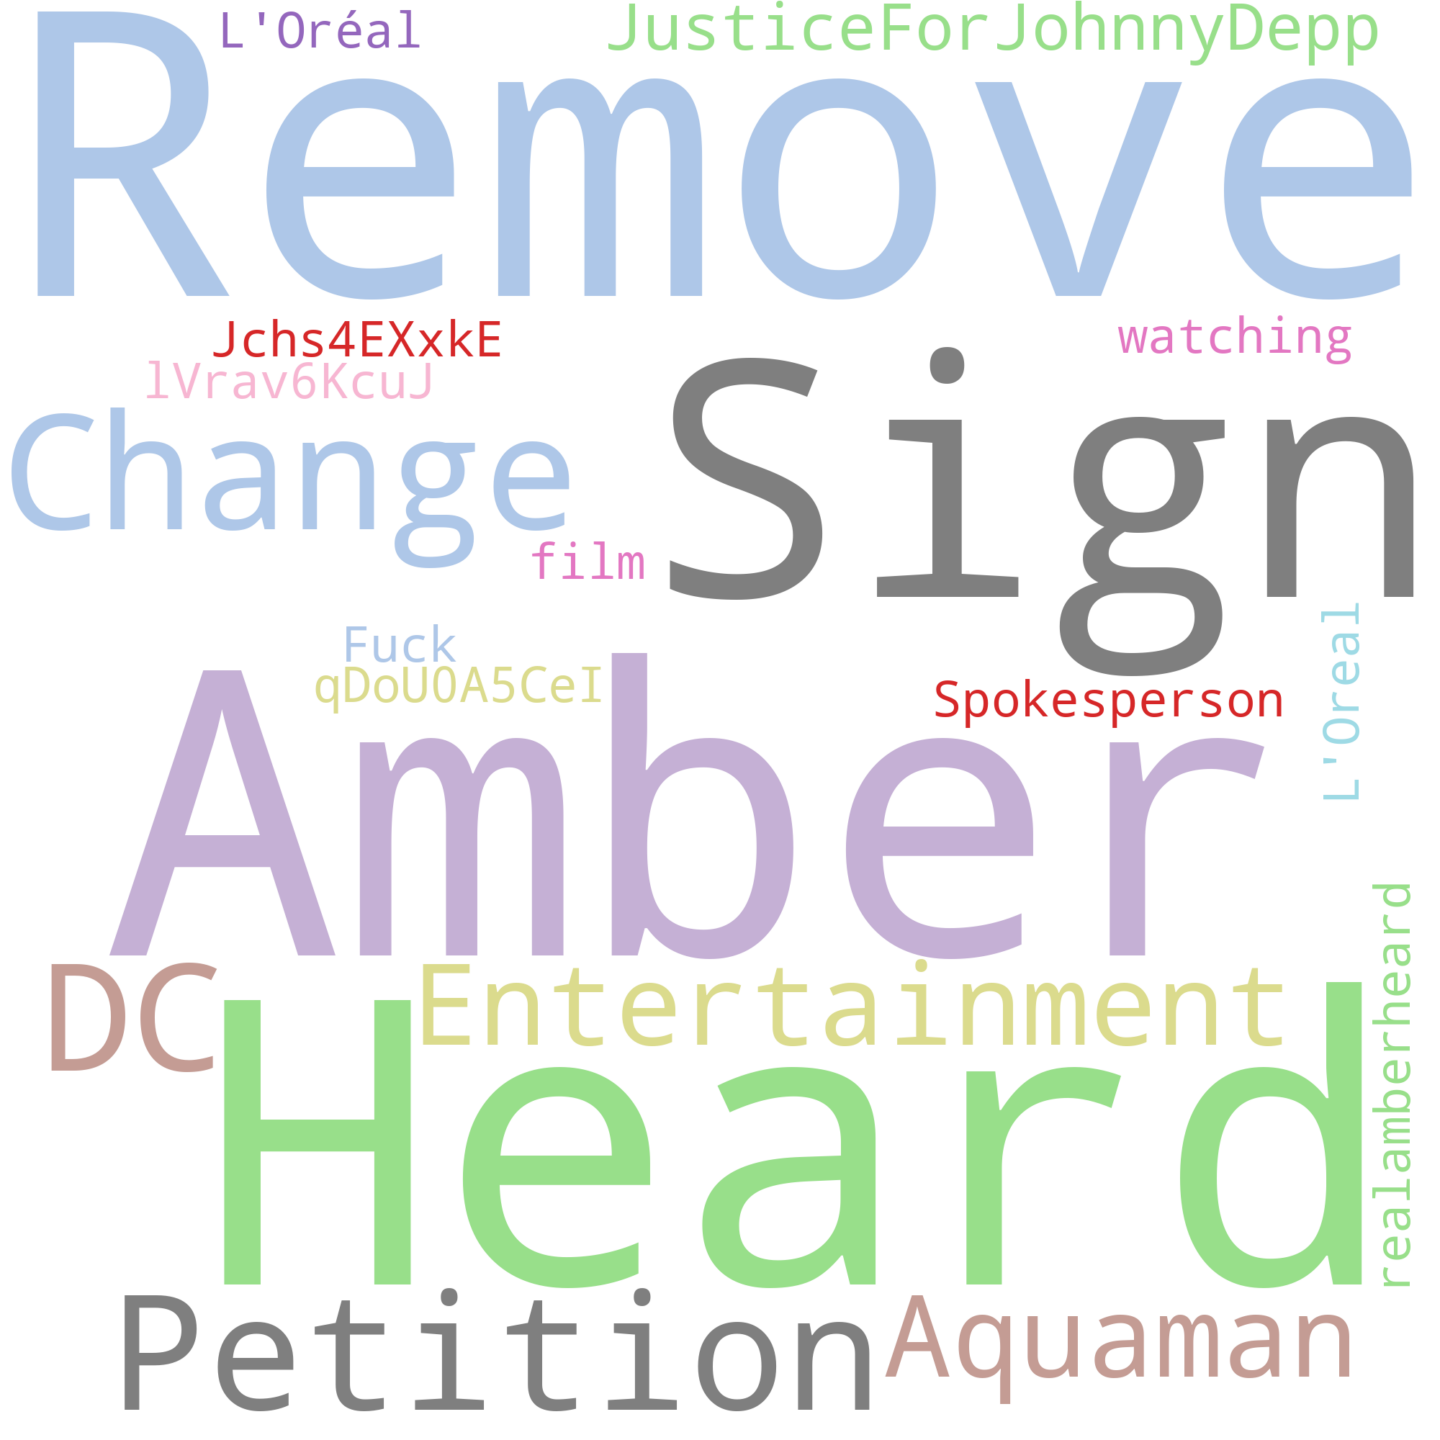 L'Oréal
JusticeForJohnnyDepp
Remove
Jchs4EXxkE
watching
lVrav6KcuJ
Change
Sign
film
Fuck
qDoU0A5CeI
Spokesperson
L'Oreal
Amber
realamberheard
DC
Entertainment
Heard
Petition
Aquaman